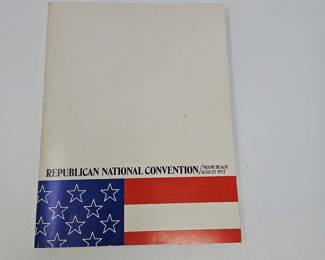 REPUBLICAN NATIONAL CONVENTION/MIAMI BEACH
AUGUST 1972